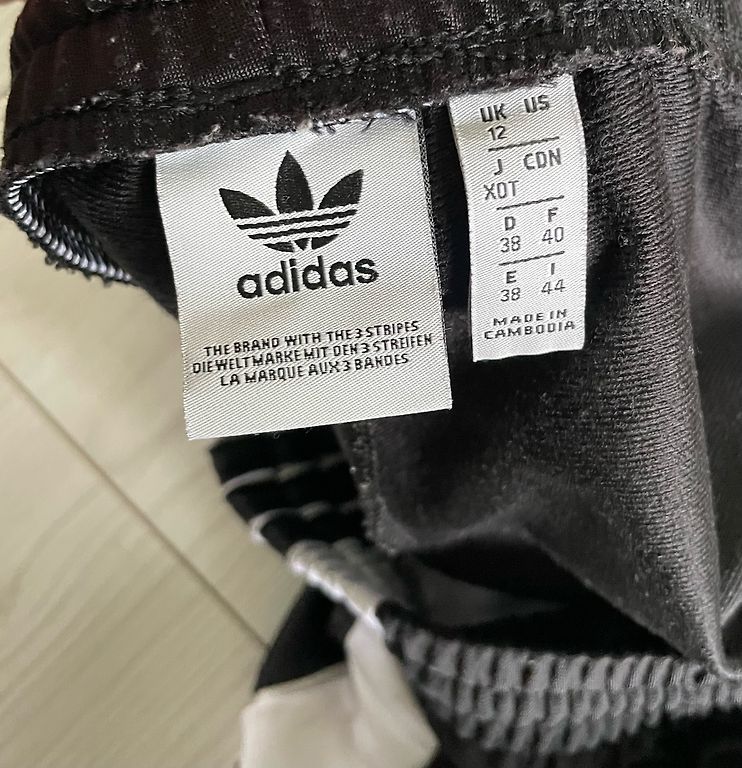 adidas
THE BRAND WITH THE 3 STRIPES
DIE WELTMARKE MIT DEN 3 STREIFEN
LA MARQUE AUX 3 BANDES
UK US
12
J CDN
XOT
D F
38 40
E I
38 44
MADE IN
CAMBODIA